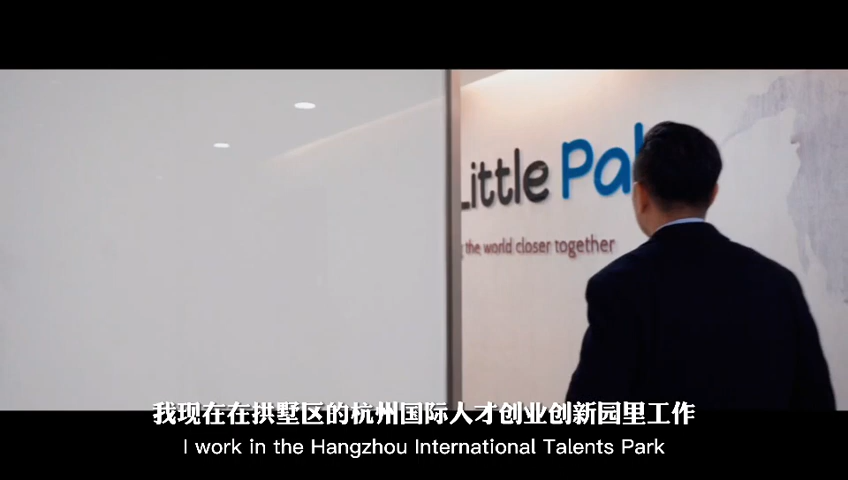 Little Pa
the world closer together
我现在在拱墅区的杭州国际人才创业创新园里工作
I work in the Hangzhou International Talents Park